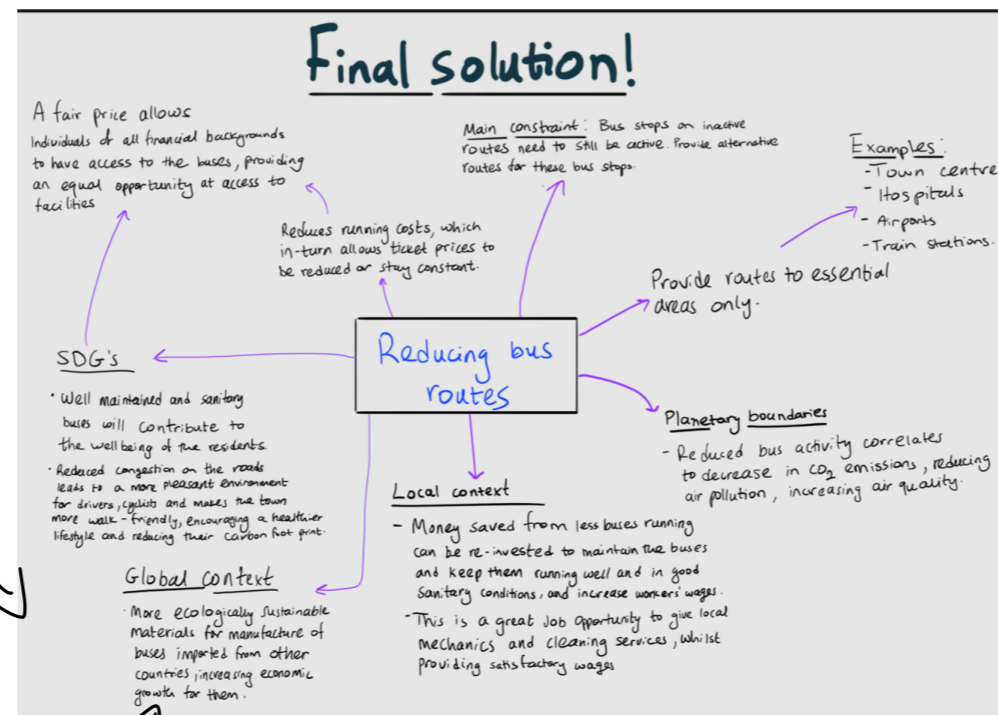 Final solution!
A fair price allows
Individuals of all financial backgrounds
to have access to the buses, providing
an equal opportunity at access to
facilities
Reduces running costs, which
in-turn allows ticket prices to
be reduced or stay constant.
Main constraint: Bus stops on inactive
routes need to still be active. Provide alternative
routes for these bus stops.
Examples:
- Town centre
- Hospitals
- Airports
- Train stations.
Provide routes to essential
areas only.
Reducing bus
routes
SDG's
• Well maintained and sanitary
buses will contribute to
the wellbeing of the residents
• Reduced congestion on the roads
leads to a more pleasant environment
for drivers, cyclists and makes the town
more walk-friendly, encouraging a healthier
lifestyle and reducing their carbon foot print.
Planetary boundaries
- Reduced bus activity correlates
to decrease in CO₂ emissions, reducing
air pollution, increasing air quality.
Local context
- Money saved from less buses running
can be re-invested to maintain the buses
and keep them running well and in good
sanitary conditions, and increase workers' wages.
- This is a great job opportunity to give local
mechanics and cleaning services, whilst
providing satisfactory wages
Global context
• More ecologically sustainable
materials for manufacture of
buses imported from other
countries, increasing economic
growth for them.